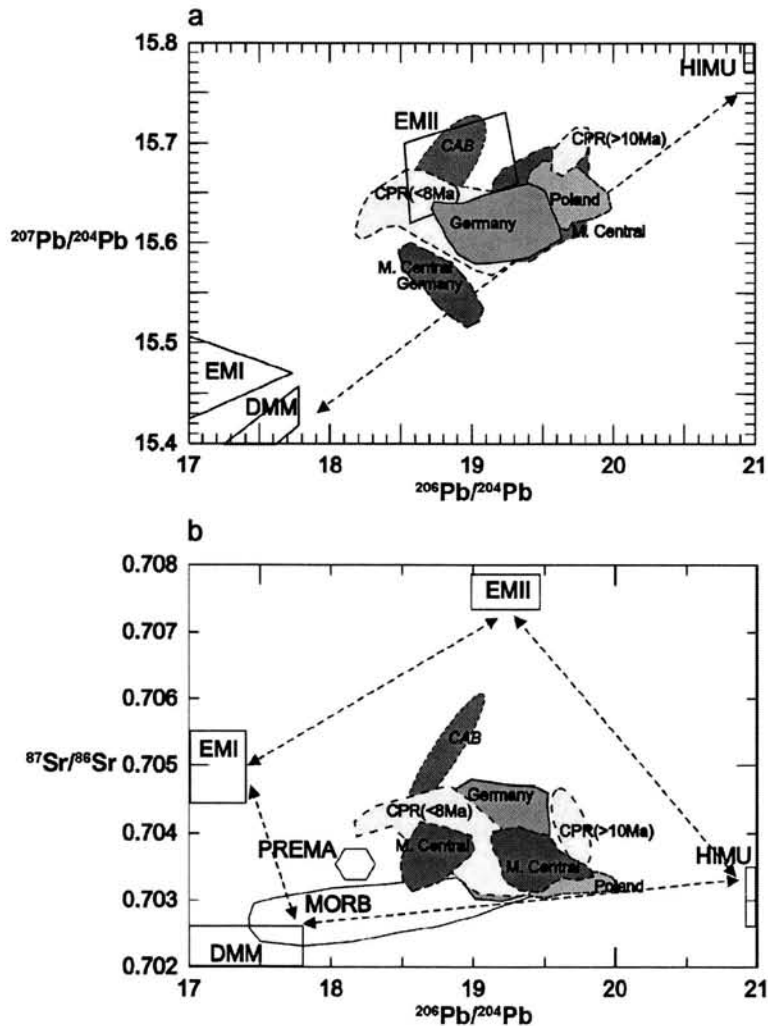 a
15.8
HIMU
EMII
CAB
CPR(>10Ma)
15.7
CPR(<8Ma)
Poland
Germany
207Pb/204Pb
15.6
M. Central
M. Central
Germany
15.5
EMI
DMM
15.4
17
18
19
20
21
206Pb/204Pb
b
0.708
EMII
0.707
0.706
CAB
87Sr/86Sr
EMI
0.705
Germany
CPR(<8Ma)
0.704
CPR(>10Ma)
PREMA
M. Central
M. Central
HIMU
0.703
Poland
MORB
DMM
0.702
17
18
19
20
21
206Pb/204Pb